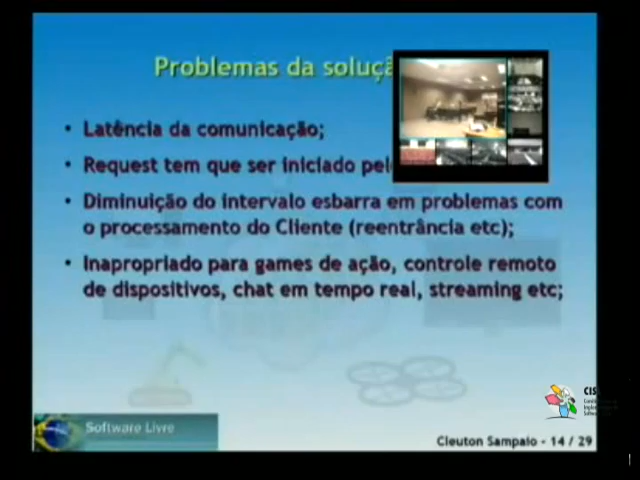 Problemas da soluçã
• Latência da comunicação;
• Request tem que ser iniciado pel
• Diminuição do intervalo esbarra em problemas com
o processamento do Cliente (reentrância etc);
• Inapropriado para games de ação, controle remoto
de dispositivos, chat em tempo real, streaming etc;
CIS
Software Livre
Cleuton Sampaio - 14 / 29